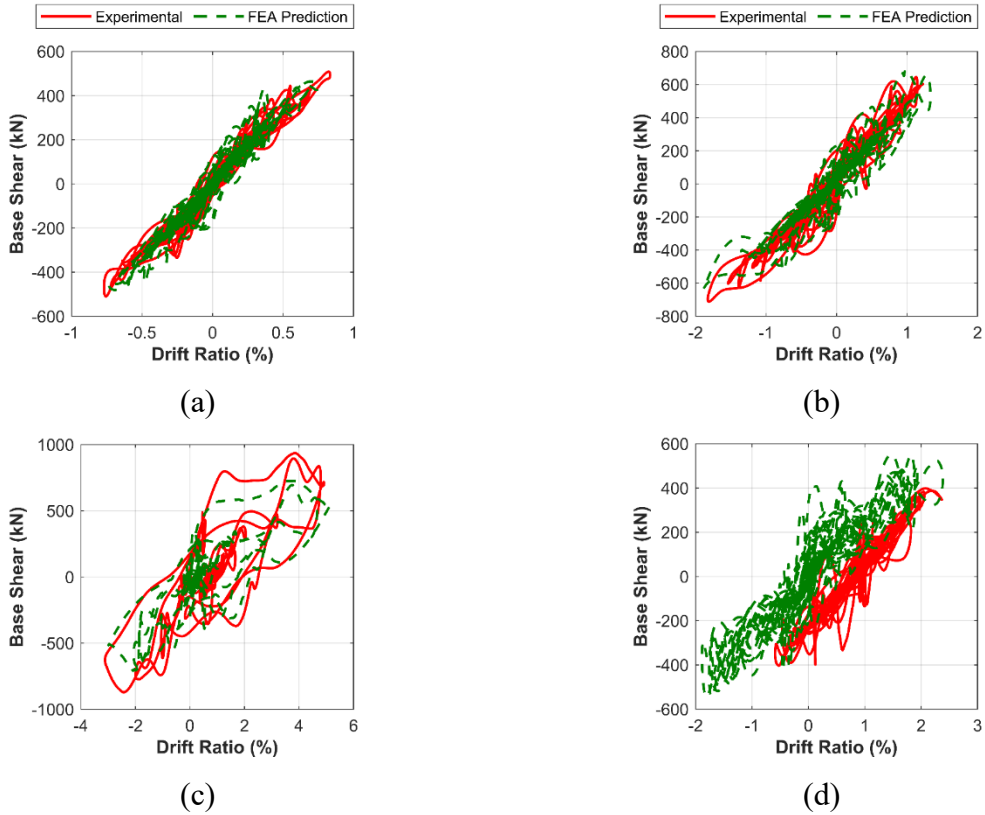 Experimental FEA Prediction
Experimental FEA Prediction
600
400
200
0
-200
-400
-600
Base Shear (kN)
-1 -0.5 0 0.5 1
Drift Ratio (%)
(a)
800
600
400
200
0
-200
-400
-600
-800
Base Shear (kN)
-2 -1 0 1 2
Drift Ratio (%)
(b)
1000
500
0
-500
-1000
Base Shear (kN)
-4 -2 0 2 4 6
Drift Ratio (%)
(c)
600
400
200
0
-200
-400
-600
Base Shear (kN)
-2 -1 0 1 2 3
Drift Ratio (%)
(d)